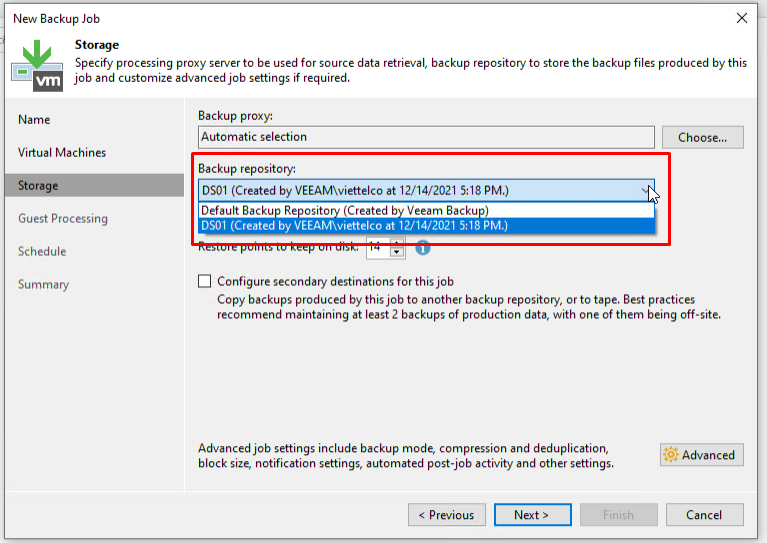 New Backup Job
Storage
Specify processing proxy server to be used for source data retrieval, backup repository to store the backup files produced by this
job and customize advanced job settings if required.
vm
Name
Virtual Machines
Storage
Guest Processing
Schedule
Summary
Backup proxy:
Automatic selection
Choose...
Backup repository:
DS01 (Created by VEEAM\viettelco at 12/14/2021 5:18 PM.)
Default Backup Repository (Created by Veeam Backup)
DS01 (Created by VEEAM\viettelco at 12/14/2021 5:18 PM.)
Restore points to keep on disk: 14
Configure secondary destinations for this job
Copy backups produced by this job to another backup repository, or to tape. Best practices
recommend maintaining at least 2 backups of production data, with one of them being off-site.
Advanced job settings include backup mode, compression and deduplication,
block size, notification settings, automated post-job activity and other settings.
Advanced
< Previous
Next >
Finish
Cancel